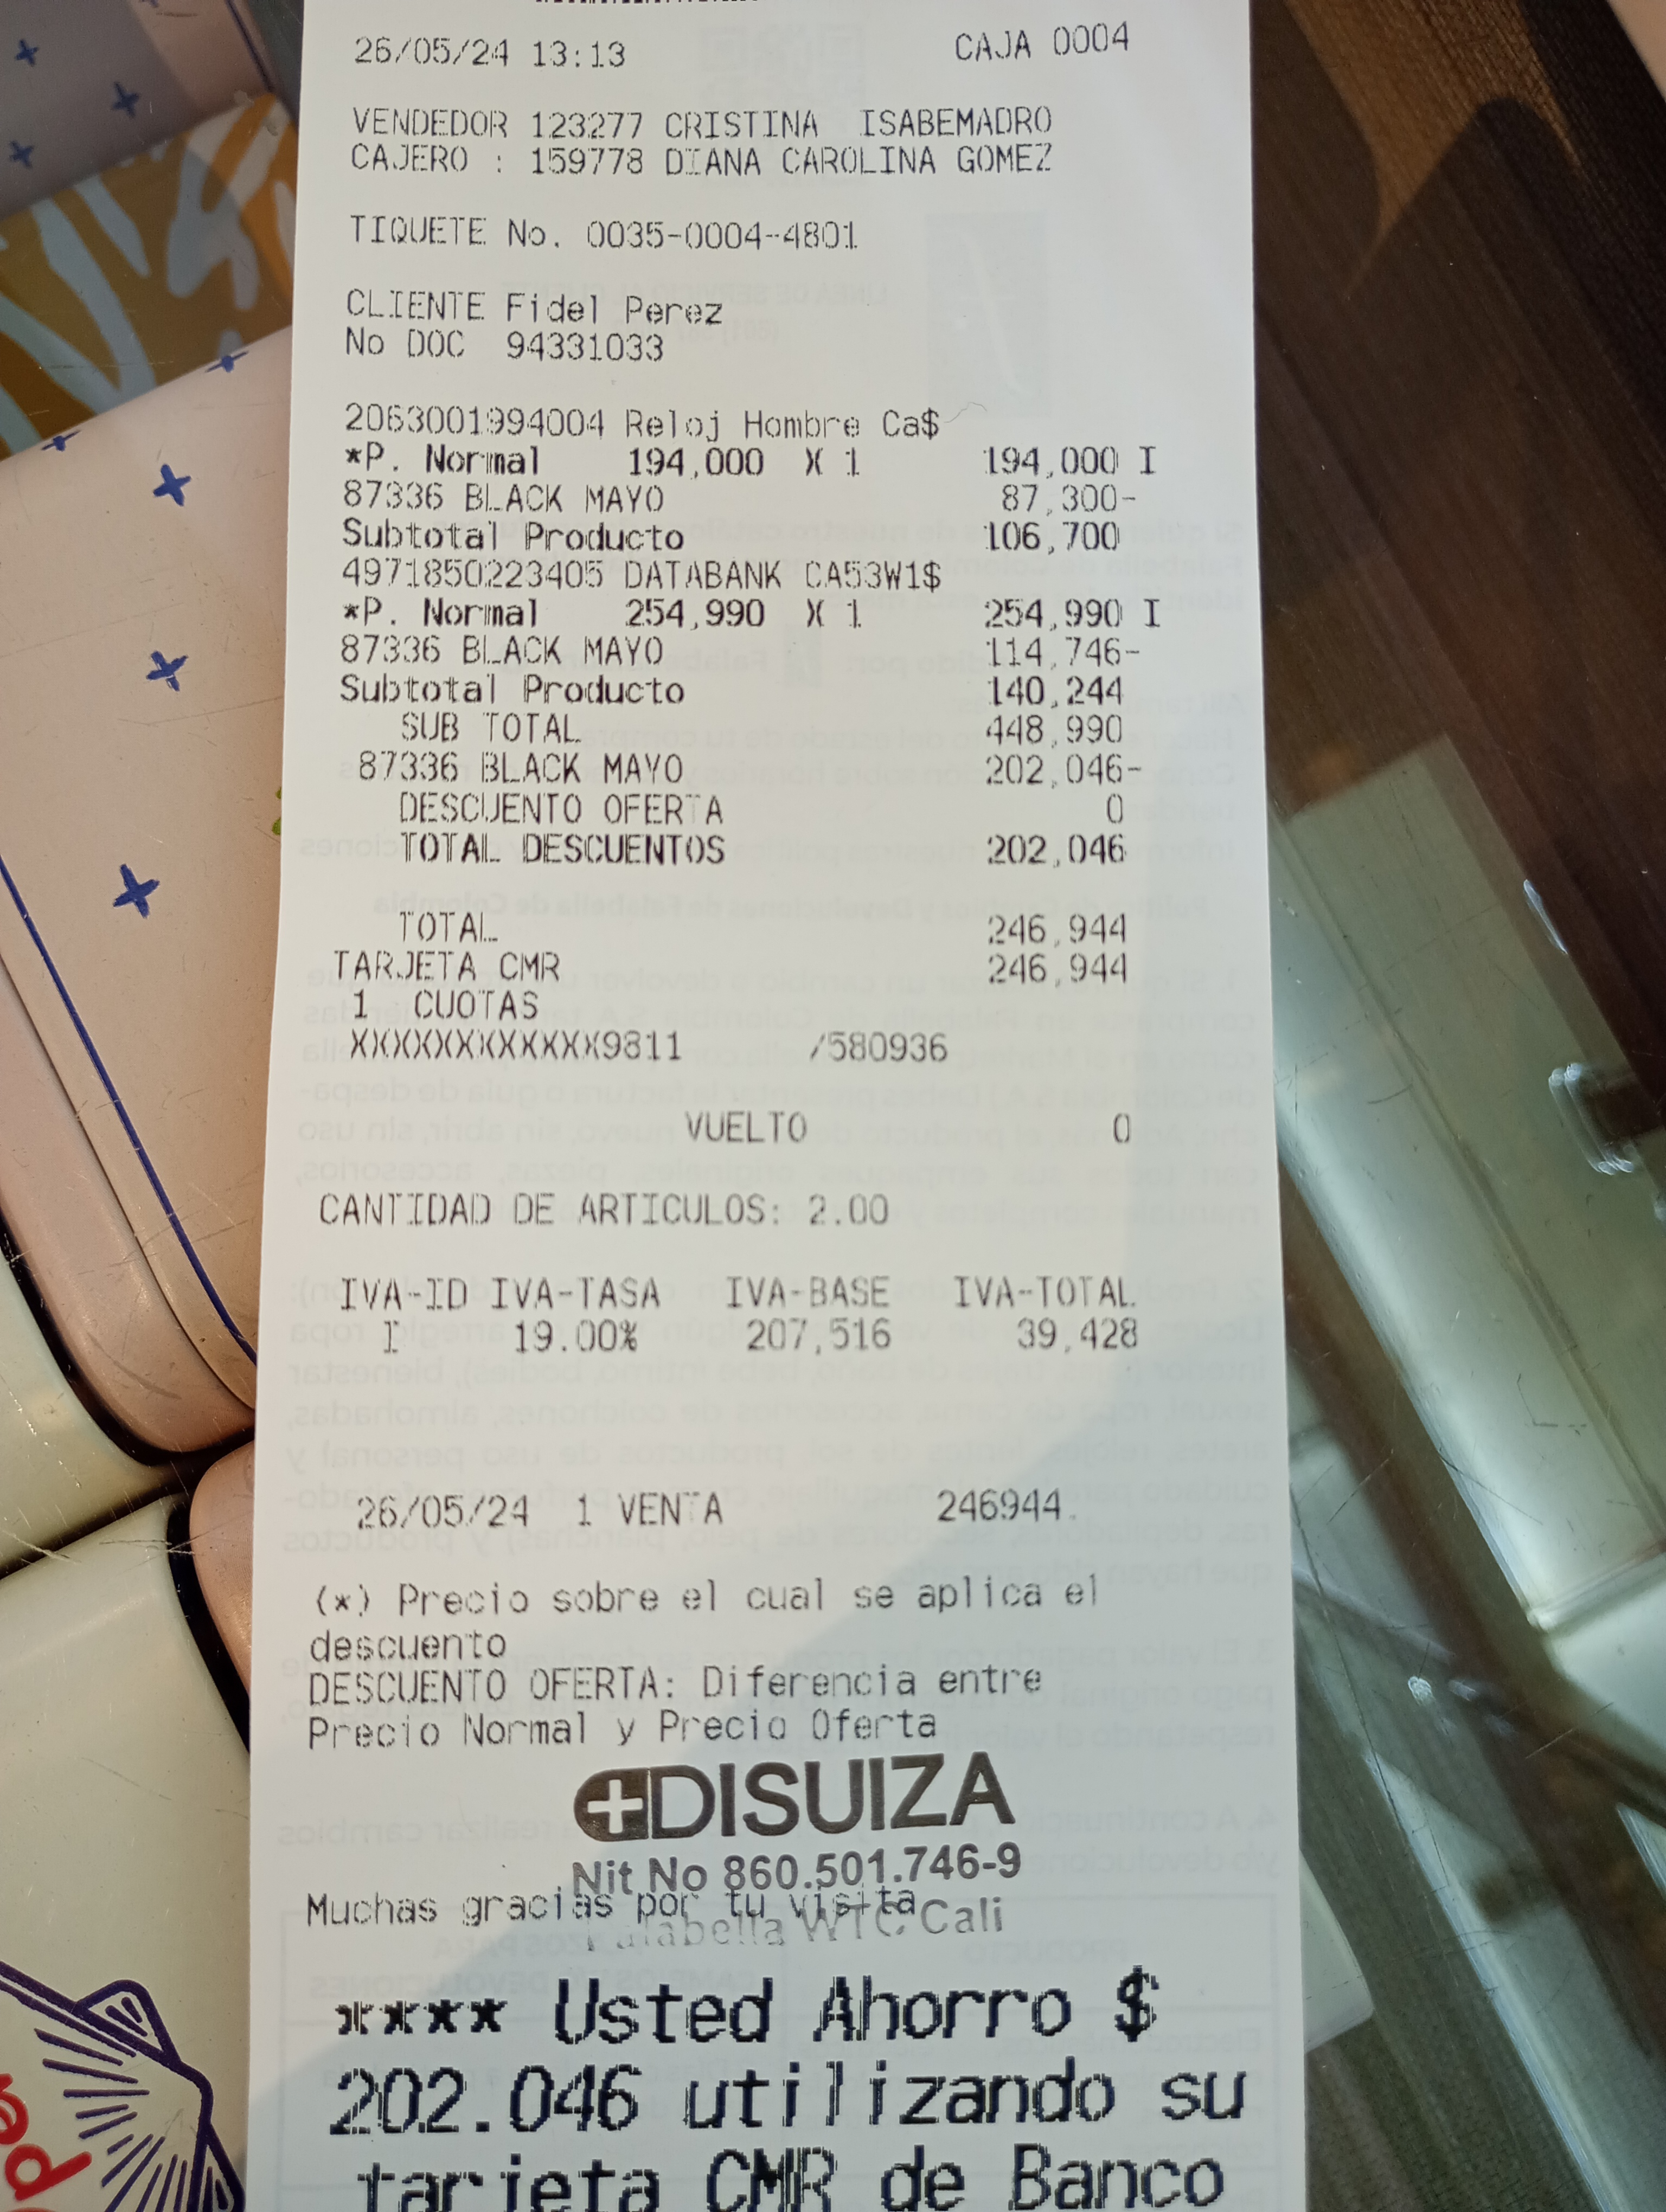 26/05/24 13:13 CAJA 0004
VENDEDOR 123277 CRISTINA ISABEMADRO
CAJERO : 159778 DIANA CAROLINA GOMEZ
TIQUETE No. 0035-0004-4801
CLIENTE Fidel Perez
No DOC 94331033
2063001994004 Reloj Hombre Ca$
*P. Normal 194,000 X 1 194,000 I
87336 BLACK MAYO 87,300-
Subtotal Producto 106,700
4971850223405 DATABANK CA53W1$
*P. Normal 254,990 X 1 254,990 I
87336 BLACK MAYO 114,746-
Subtotal Producto 140,244
SUB TOTAL 448,990
87336 BLACK MAYO 202,046-
DESCUENTO OFERTA 0
TOTAL DESCUENTOS 202,046
TOTAL 246,944
TARJETA CMR 246,944
1 CUOTAS
XXXXXXXXXXXX9811 /580936
VUELTO 0
CANTIDAD DE ARTICULOS: 2.00
IVA-ID IVA-TASA IVA-BASE IVA-TOTAL
I 19.00% 207,516 39,428
26/05/24 1 VENTA 246944.
(*) Precio sobre el cual se aplica el
descuento
DESCUENTO OFERTA: Diferencia entre
Precio Normal y Precio Oferta
DISUIZA
Nit No 860.501.746-9
Muchas gracias por tu visita
Falabella WTC Cali
**** Usted Ahorro $
202.046 utilizando su
tarjeta CMR de Banco